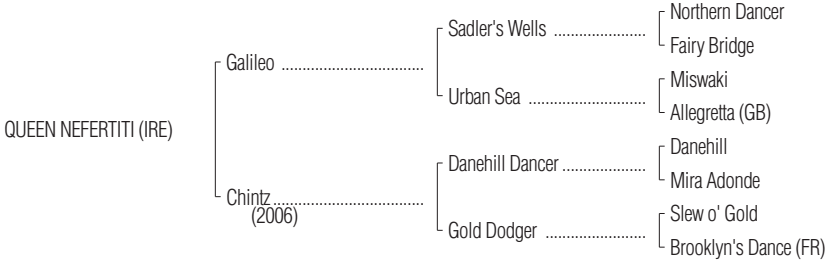 Northern Dancer
Sadler's Wells ........................
Fairy Bridge
Galileo ..................................
Miswaki
Urban Sea ..............................
Allegretta (GB)
QUEEN NEFERTITI (IRE)
Danehill
Danehill Dancer .....................
Mira Adonde
Chintz ....................................
(2006)
Slew o' Gold
Gold Dodger ..........................
Brooklyn's Dance (FR)